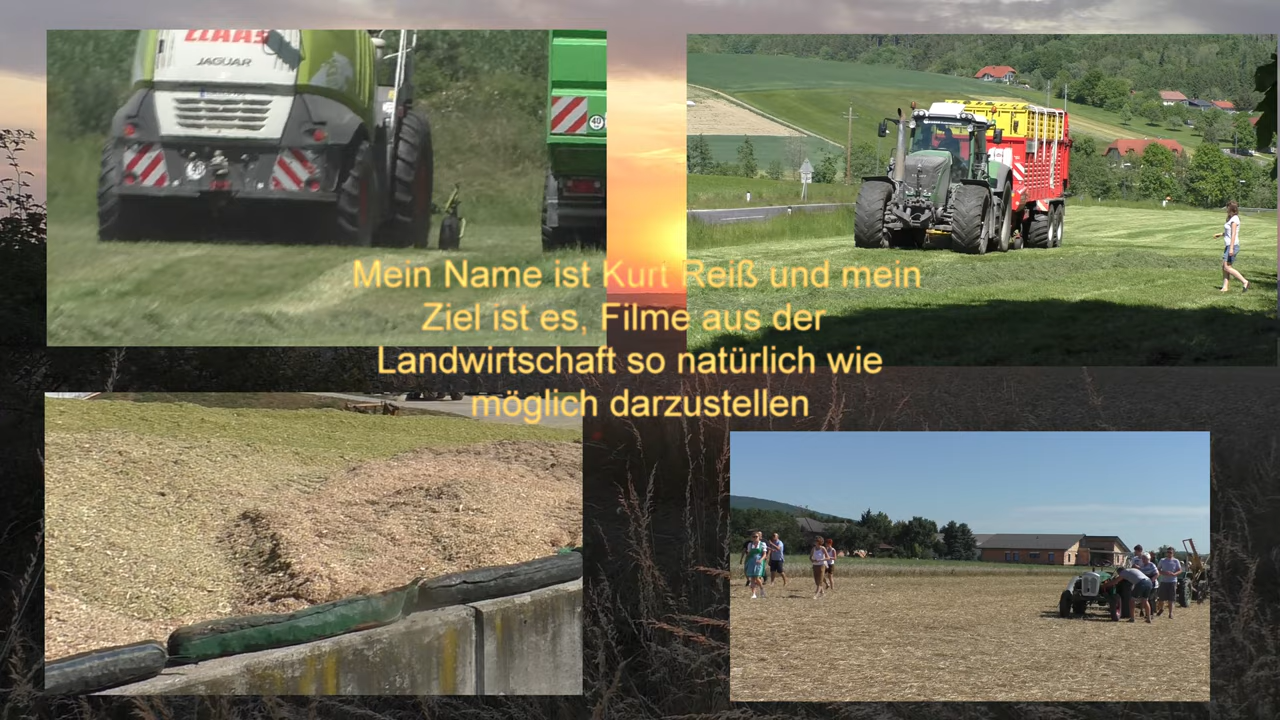 CLAAS
JAGUAR
40
Mein Name ist Kurt Reiß und mein
Ziel ist es, Filme aus der
Landwirtschaft so natürlich wie
möglich darzustellen